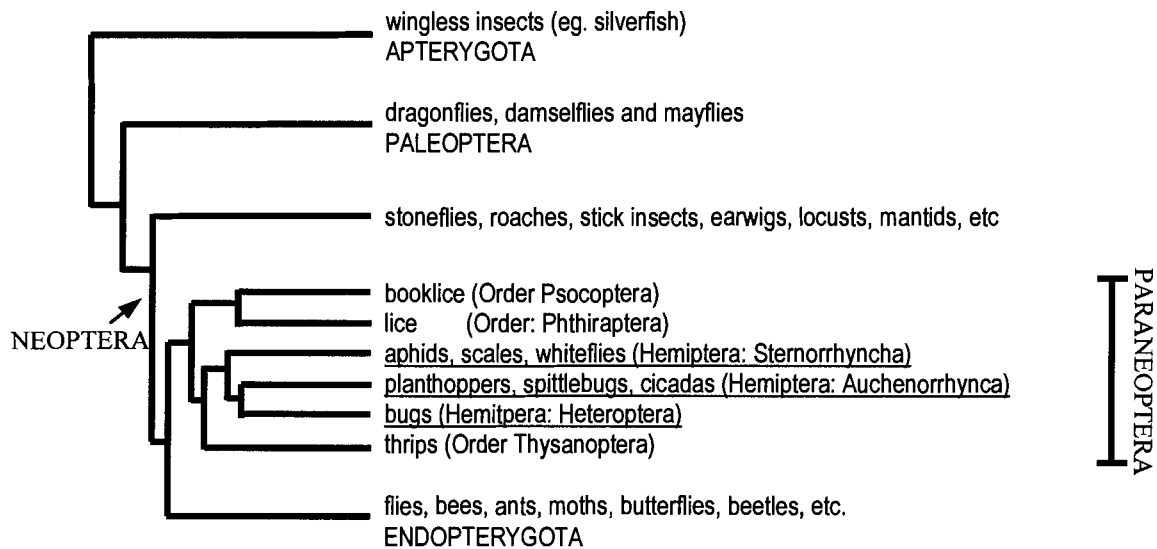 wingless insects (eg. silverfish)
APTERYGOTA
dragonflies, damselflies and mayflies
PALEOPTERA
stoneflies, roaches, stick insects, earwigs, locusts, mantids, etc
booklice (Order Psocoptera)
lice (Order: Phthiraptera)
NEOPTERA
aphids, scales, whiteflies (Hemiptera: Sternorrhyncha)
planthoppers, spittlebugs, cicadas (Hemiptera: Auchenorrhynca)
bugs (Hemitpera: Heteroptera)
thrips (Order Thysanoptera)
PARANEOPTERA
flies, bees, ants, moths, butterflies, beetles, etc.
ENDOPTERYGOTA